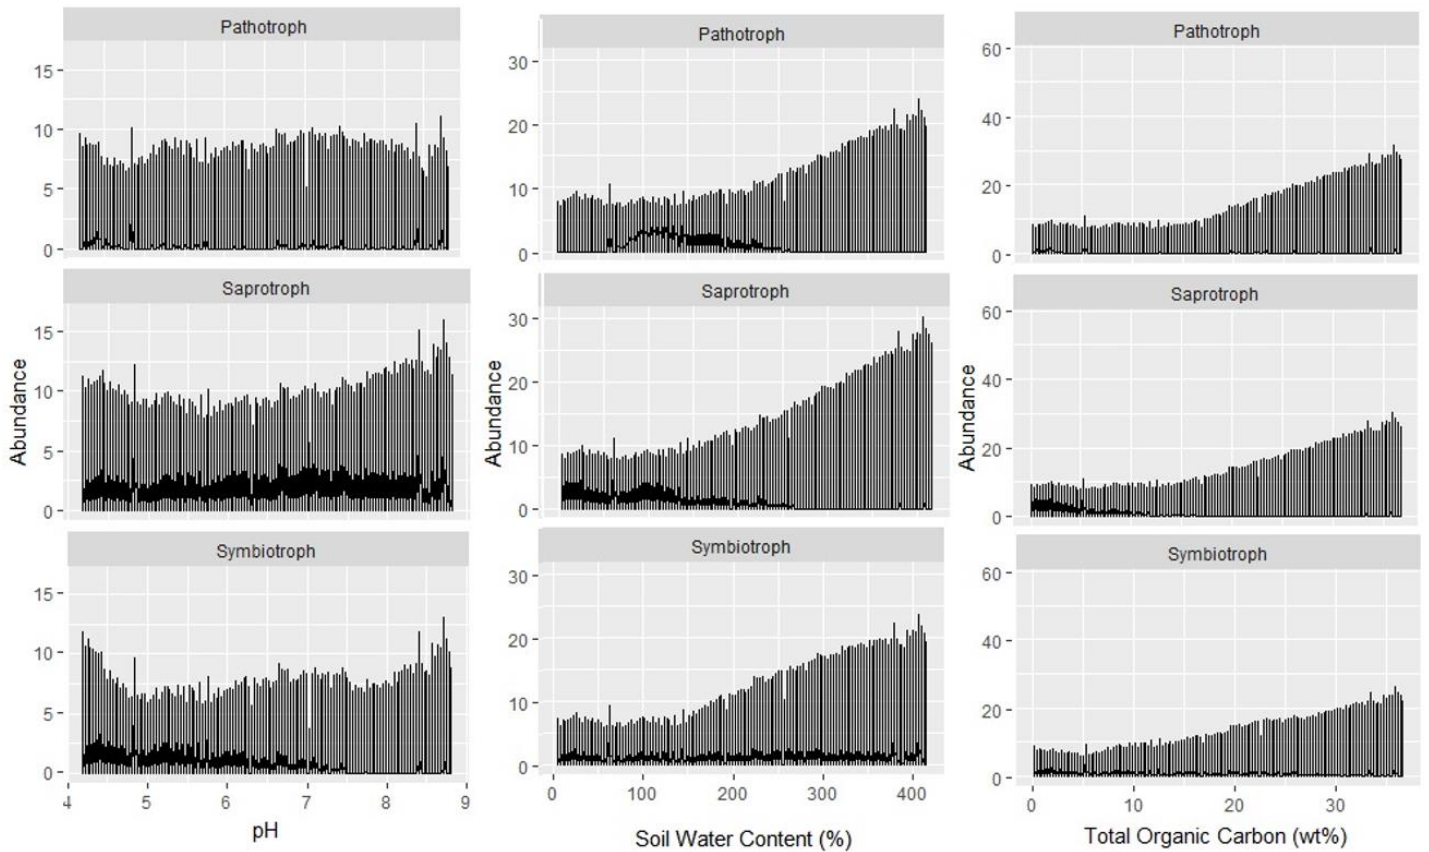 Pathotroph
15
10
5
0
Saprotroph
15
10
5
0
Symbiotroph
15
10
5
0
4 5 6 7 8 9
Abundance
pH
Pathotroph
30
20
10
0
Saprotroph
30
20
10
0
Symbiotroph
30
20
10
0
0 100 200 300 400
Abundance
Soil Water Content (%)
Pathotroph
60
40
20
0
Saprotroph
60
40
20
0
Symbiotroph
60
40
20
0
0 10 20 30
Abundance
Total Organic Carbon (wt%)